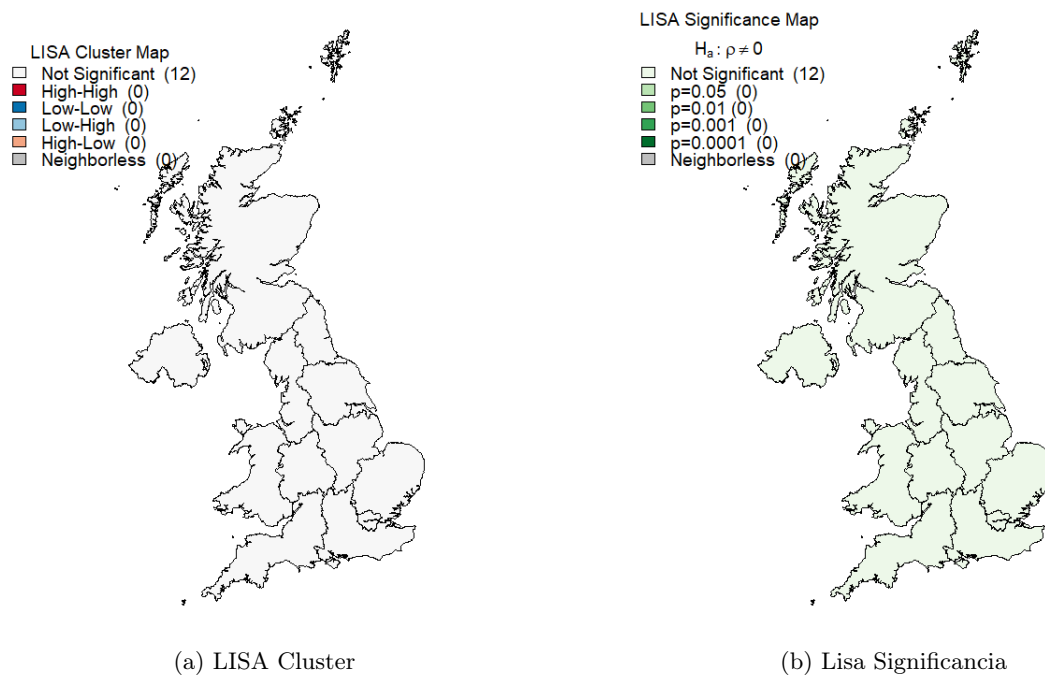 LISA Cluster Map
Not Significant (12)
High-High (0)
Low-Low (0)
Low-High (0)
High-Low (0)
Neighborless (0)
LISA Significance Map
Hₐ : ρ ≠ 0
Not Significant (12)
p=0.05 (0)
p=0.01 (0)
p=0.001 (0)
p=0.0001 (0)
Neighborless (0)
(a) LISA Cluster
(b) Lisa Significancia